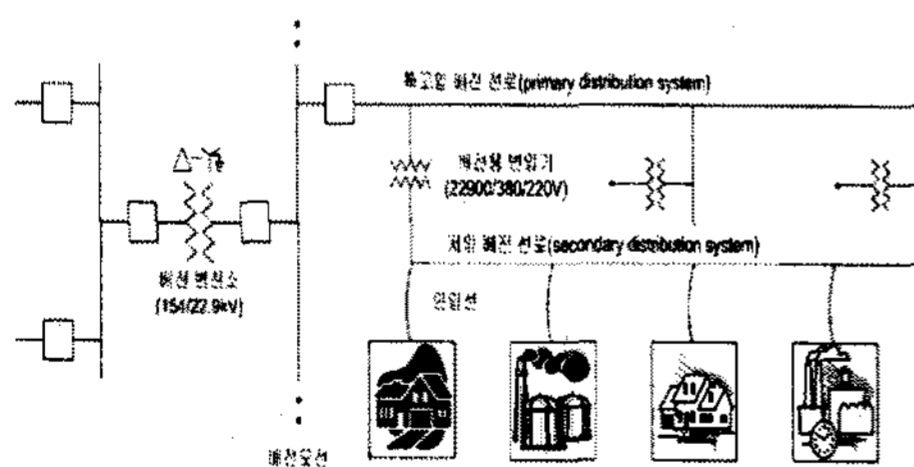 특고압 배전 선로(primary distribution system)
배전용 변압기
(22900/380/220V)
저압 배전 선로(secondary distribution system)
배전 변전소
(154/22.9kV)
인입선
배전모선